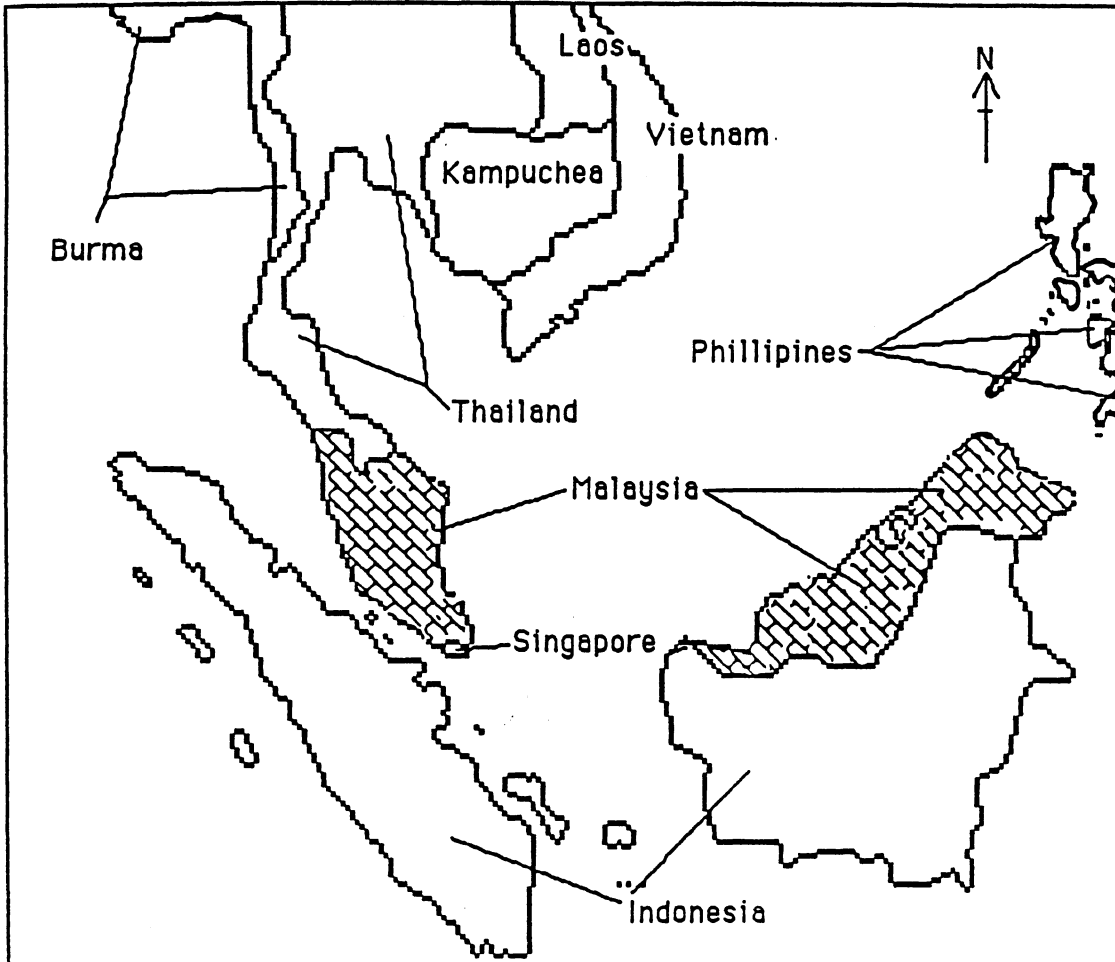 Laos
N
Vietnam
Kampuchea
Burma
Phillipines
Thailand
Malaysia
Singapore
Indonesia